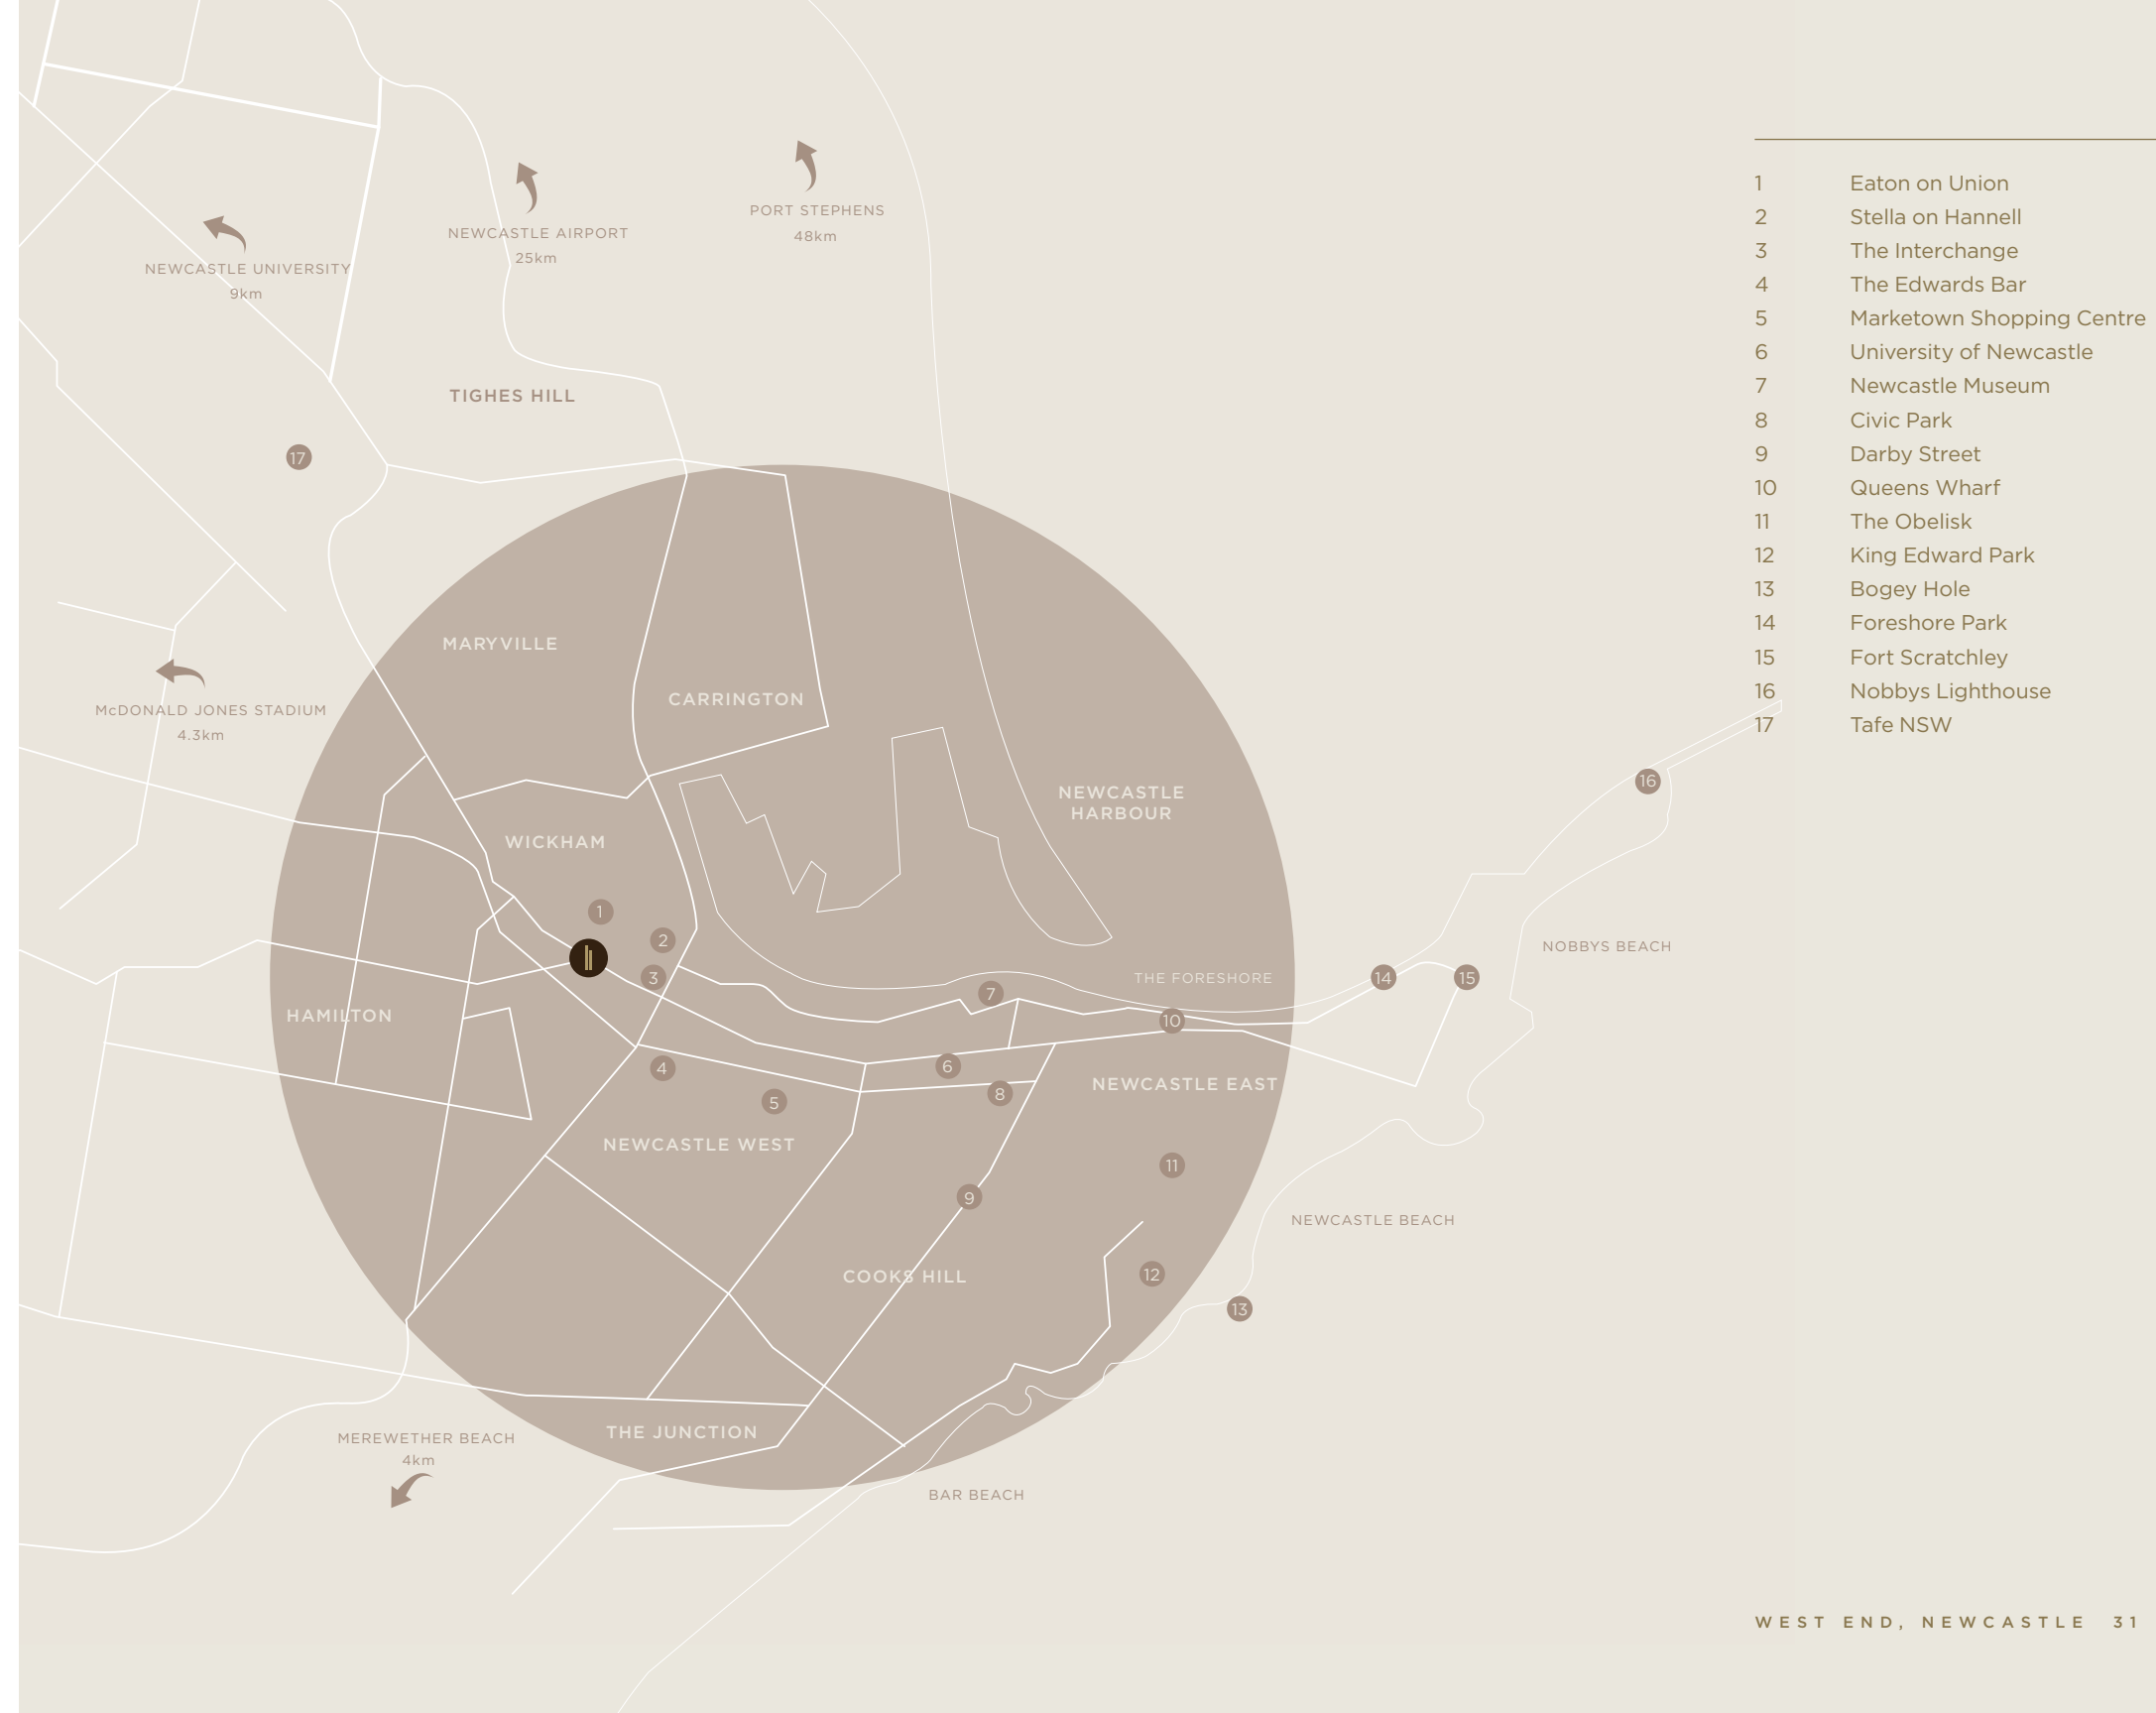 PORT STEPHENS
48km
NEWCASTLE AIRPORT
25km
NEWCASTLE UNIVERSITY
9km
TIGHES HILL
17
MARYVILLE
CARRINGTON
McDONALD JONES STADIUM
4.3km
NEWCASTLE
HARBOUR
WICKHAM
16
1
2
3
NOBBYS BEACH
THE FORESHORE
14
15
7
HAMILTON
10
4
6
5
8
NEWCASTLE EAST
NEWCASTLE WEST
11
9
NEWCASTLE BEACH
COOKS HILL
12
13
THE JUNCTION
MEREWETHER BEACH
4km
BAR BEACH
1 Eaton on Union
2 Stella on Hannell
3 The Interchange
4 The Edwards Bar
5 Marketown Shopping Centre
6 University of Newcastle
7 Newcastle Museum
8 Civic Park
9 Darby Street
10 Queens Wharf
11 The Obelisk
12 King Edward Park
13 Bogey Hole
14 Foreshore Park
15 Fort Scratchley
16 Nobbys Lighthouse
17 Tafe NSW
WEST END, NEWCASTLE 31